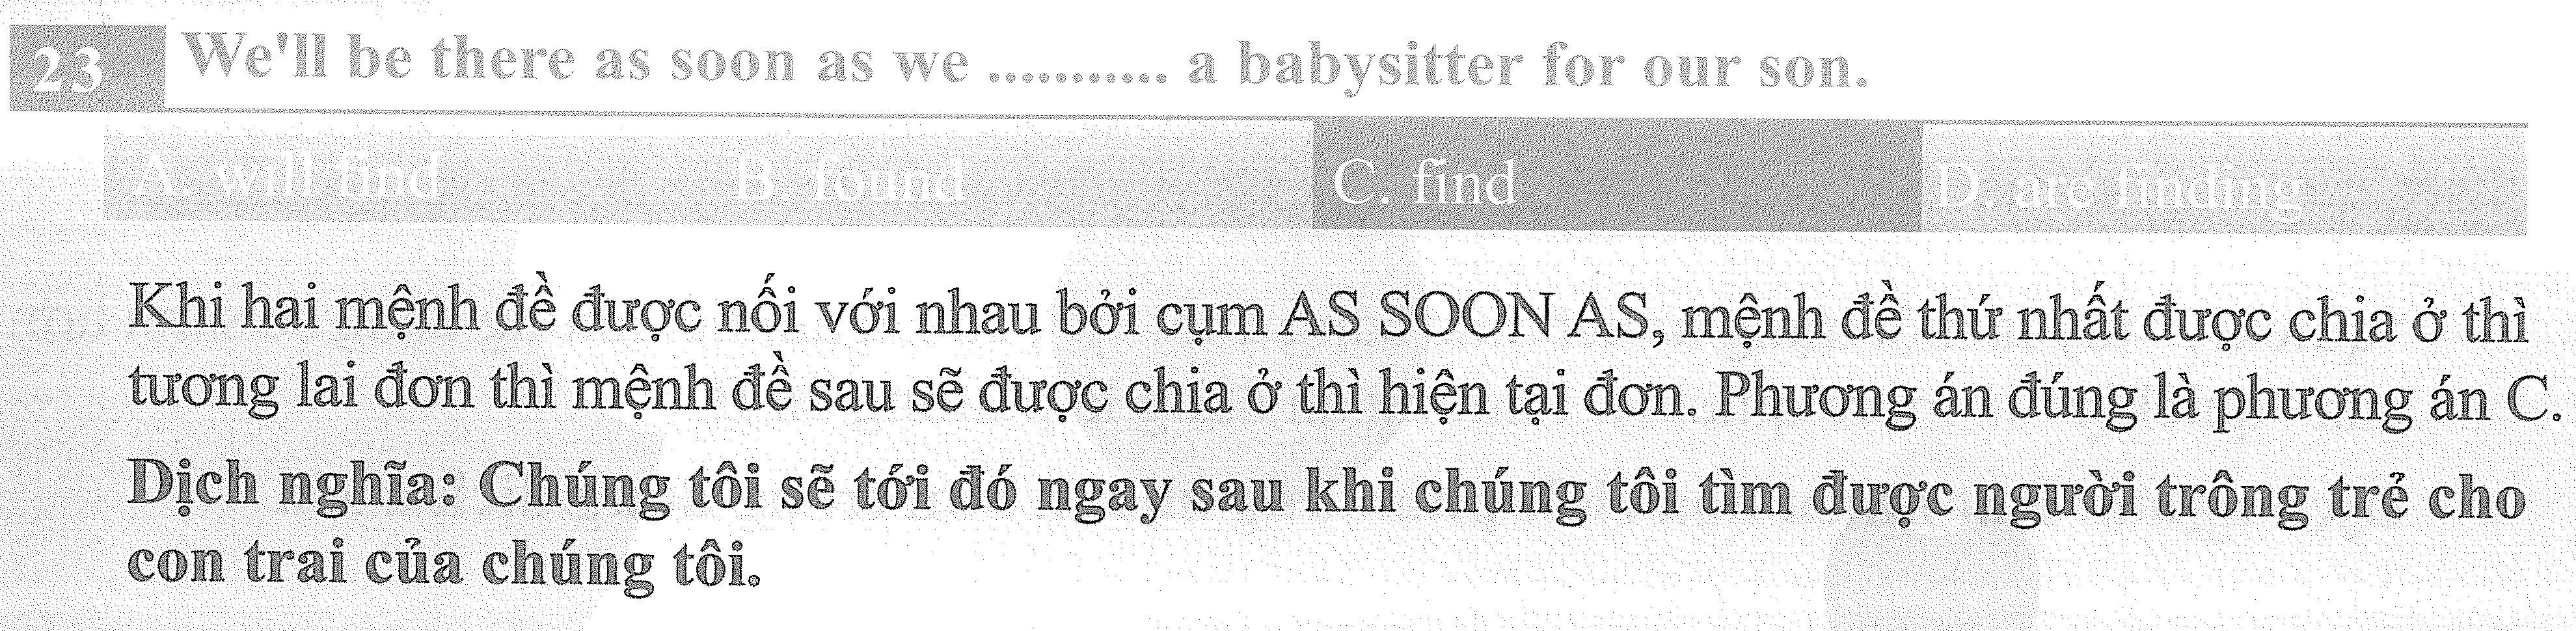 23 We'll be there as soon as we ........... a babysitter for our son.
A. will find B. found C. find D. are finding
Khi hai mệnh đề được nối với nhau bởi cụm AS SOON AS, mệnh đề thứ nhất được chia ở thì
tương lai đơn thì mệnh đề sau sẽ được chia ở thì hiện tại đơn. Phương án đúng là phương án C.
Dịch nghĩa: Chúng tôi sẽ tới đó ngay sau khi chúng tôi tìm được người trông trẻ cho
con trai của chúng tôi.